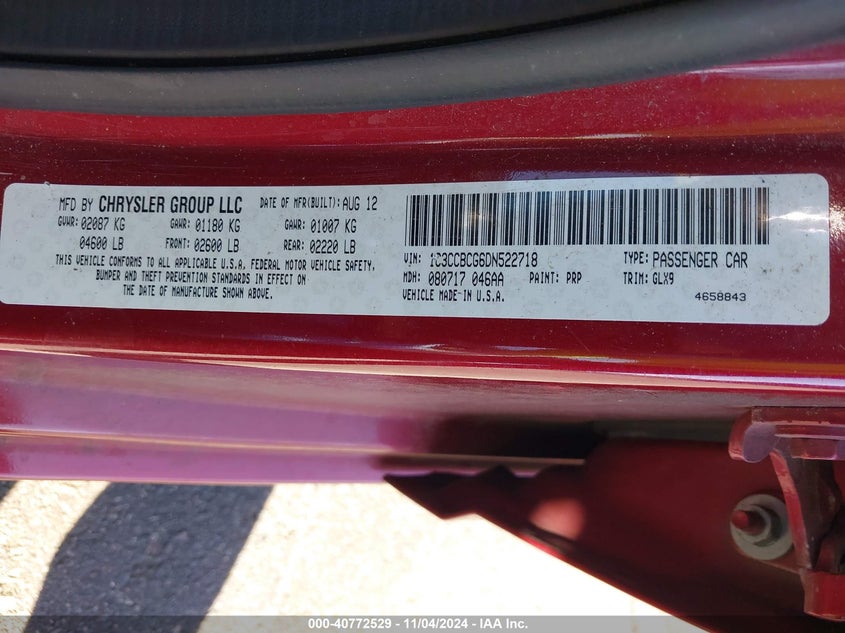 MFD BY CHRYSLER GROUP LLC DATE OF MFR(BUILT): AUG 12
GVWR: 02087 KG GAWR: 01180 KG GAWR: 01007 KG
04600 LB FRONT: 02600 LB REAR: 02220 LB
THIS VEHICLE CONFORMS TO ALL APPLICABLE U.S.A. FEDERAL MOTOR VEHICLE SAFETY,
BUMPER AND THEFT PREVENTION STANDARDS IN EFFECT ON
THE DATE OF MANUFACTURE SHOWN ABOVE.
VIN: 1C3CCBCG6DN522718 TYPE: PASSENGER CAR
MDH: 080717 046AA PAINT: PRP TRIM: GLX9
VEHICLE MADE IN U.S.A. 4658843
000-40772529 - 11/04/2024 - IAA Inc.